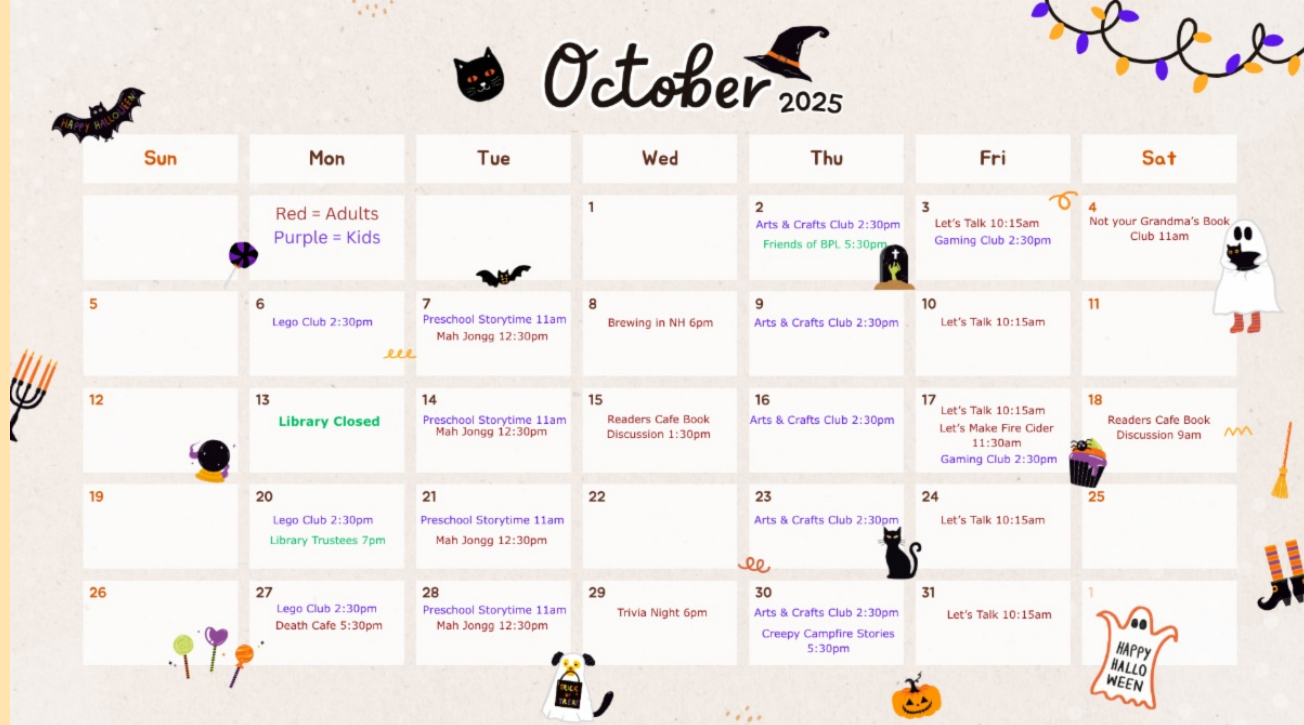 October
2025
HAPPY HALLOWEEN
Sun
Mon
Tue
Wed
Thu
Fri
Sat
Red = Adults
Purple = Kids
1
2
Arts & Crafts Club 2:30pm
Friends of BPL 5:30pm
3
Let's Talk 10:15am
Gaming Club 2:30pm
4
Not your Grandma's Book
Club 11am
5
6
Lego Club 2:30pm
7
Preschool Storytime 11am
Mah Jongg 12:30pm
8
Brewing in NH 6pm
9
Arts & Crafts Club 2:30pm
10
Let's Talk 10:15am
11
12
13
Library Closed
14
Preschool Storytime 11am
Mah Jongg 12:30pm
15
Readers Cafe Book
Discussion 1:30pm
16
Arts & Crafts Club 2:30pm
17
Let's Talk 10:15am
Let's Make Fire Cider
11:30am
Gaming Club 2:30pm
18
Readers Cafe Book
Discussion 9am
19
20
Lego Club 2:30pm
Library Trustees 7pm
21
Preschool Storytime 11am
Mah Jongg 12:30pm
22
23
Arts & Crafts Club 2:30pm
24
Let's Talk 10:15am
25
26
27
Lego Club 2:30pm
Death Cafe 5:30pm
28
Preschool Storytime 11am
Mah Jongg 12:30pm
29
Trivia Night 6pm
30
Arts & Crafts Club 2:30pm
Creepy Campfire Stories
5:30pm
31
Let's Talk 10:15am
1
HAPPY
HALLO
WEEN
TRICK
OR
TREAT